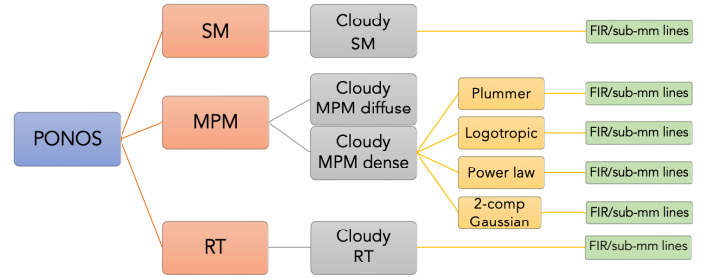 SM
Cloudy
SM
FIR/sub-mm lines
PONOS
MPM
Cloudy
MPM diffuse
Cloudy
MPM dense
Plummer
FIR/sub-mm lines
Logotropic
FIR/sub-mm lines
Power law
FIR/sub-mm lines
2-comp
Gaussian
FIR/sub-mm lines
RT
Cloudy
RT
FIR/sub-mm lines